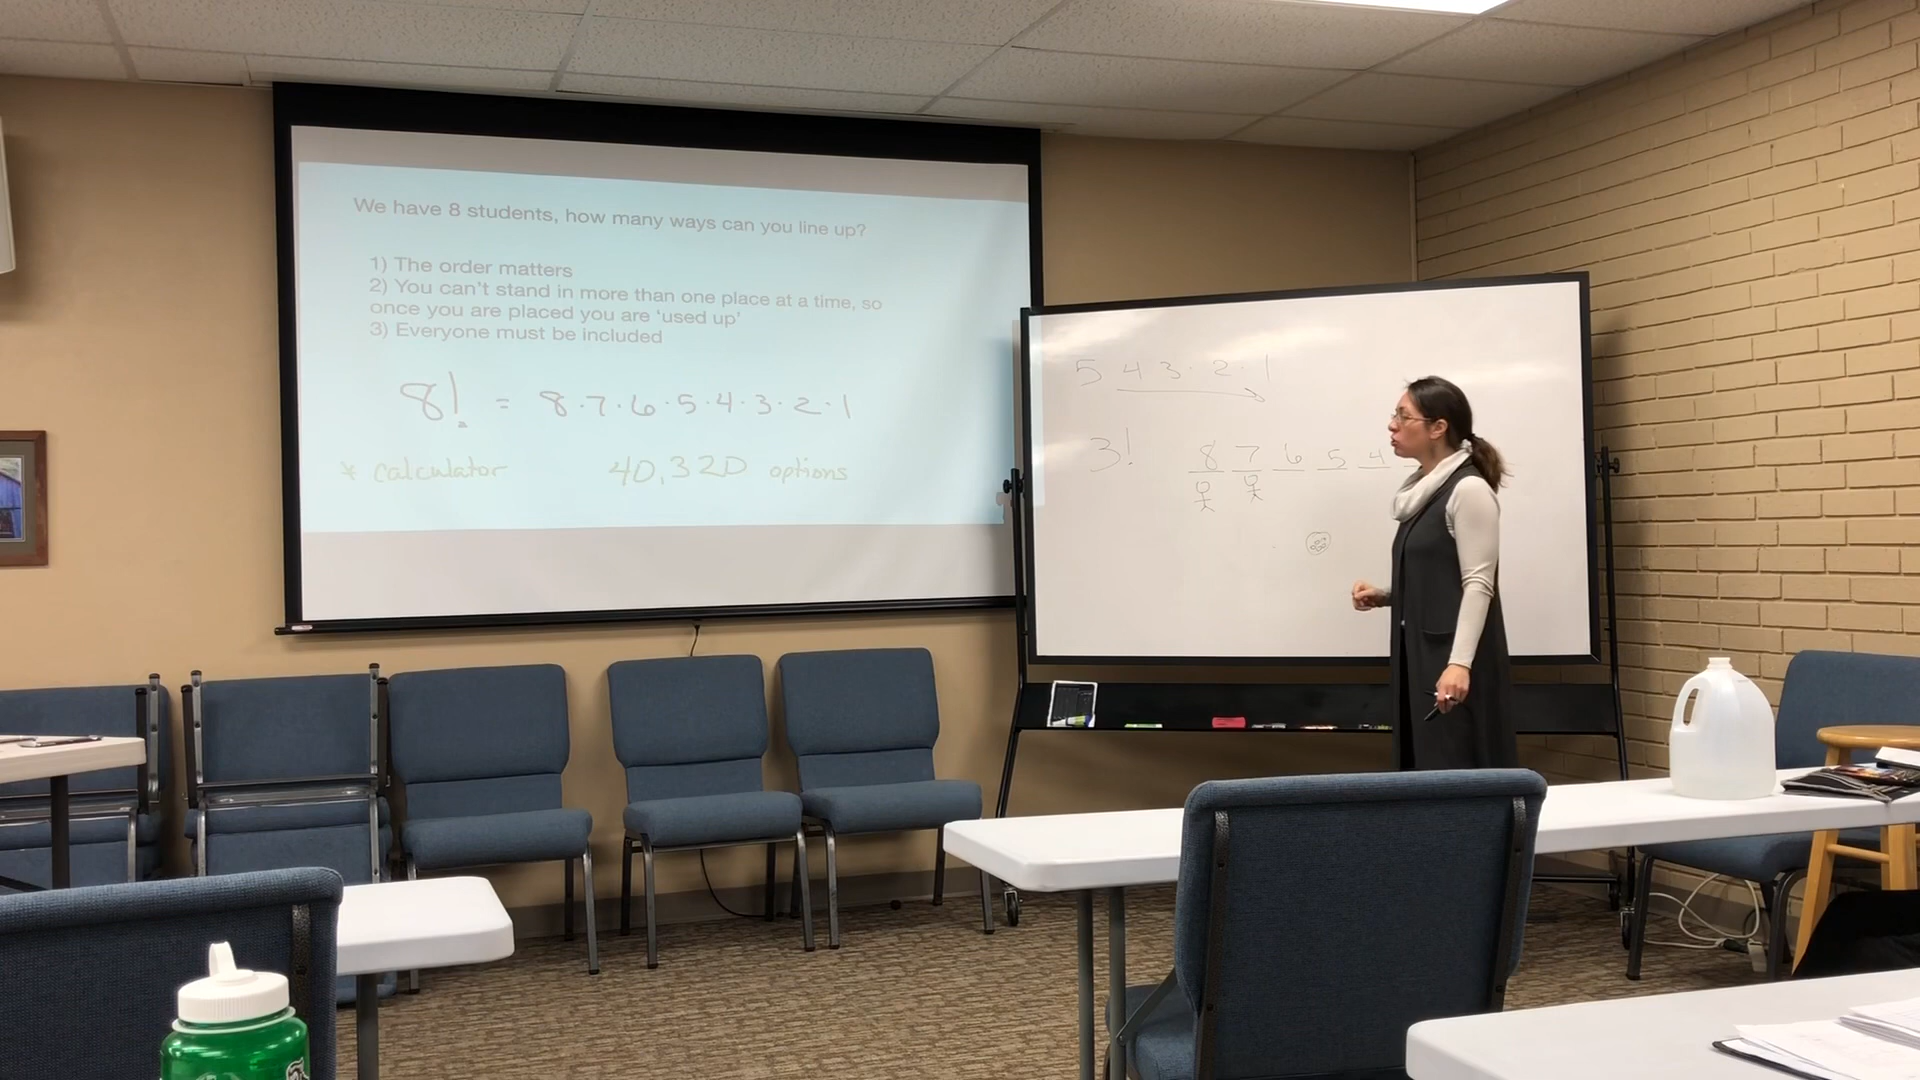 We have 8 students, how many ways can you line up?
1) The order matters
2) You can't stand in more than one place at a time, so
once you are placed you are 'used up'
3) Everyone must be included
8! = 8·7·6·5·4·3·2·1
* calculator 40,320 options
5 4 3·2·1
3! 8 7 6 5 4